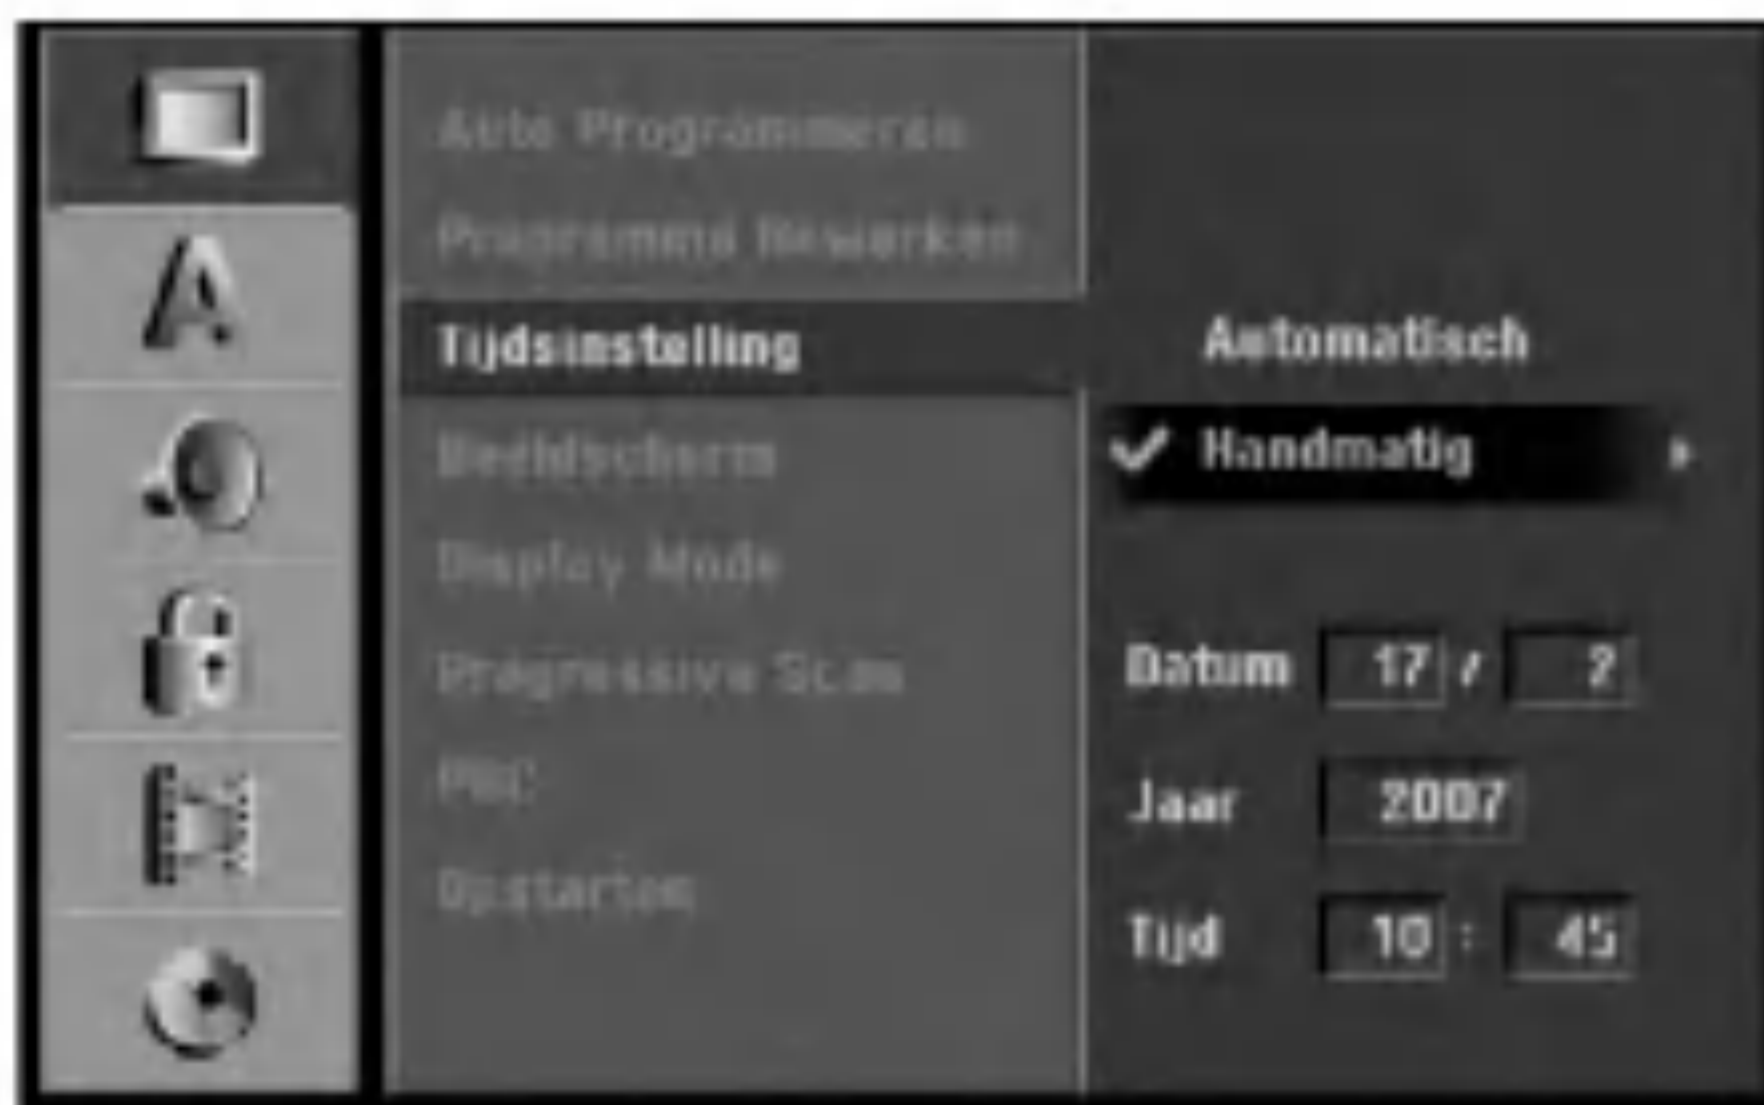 Auto Programmeren
Programma Bewerken
Tijdsinstelling
Beeldscherm
Display Mode
Progressive Scan
PBC
Opstarten
Automatisch
Handmatig
Datum 17 / 2
Jaar 2007
Tijd 10 : 45